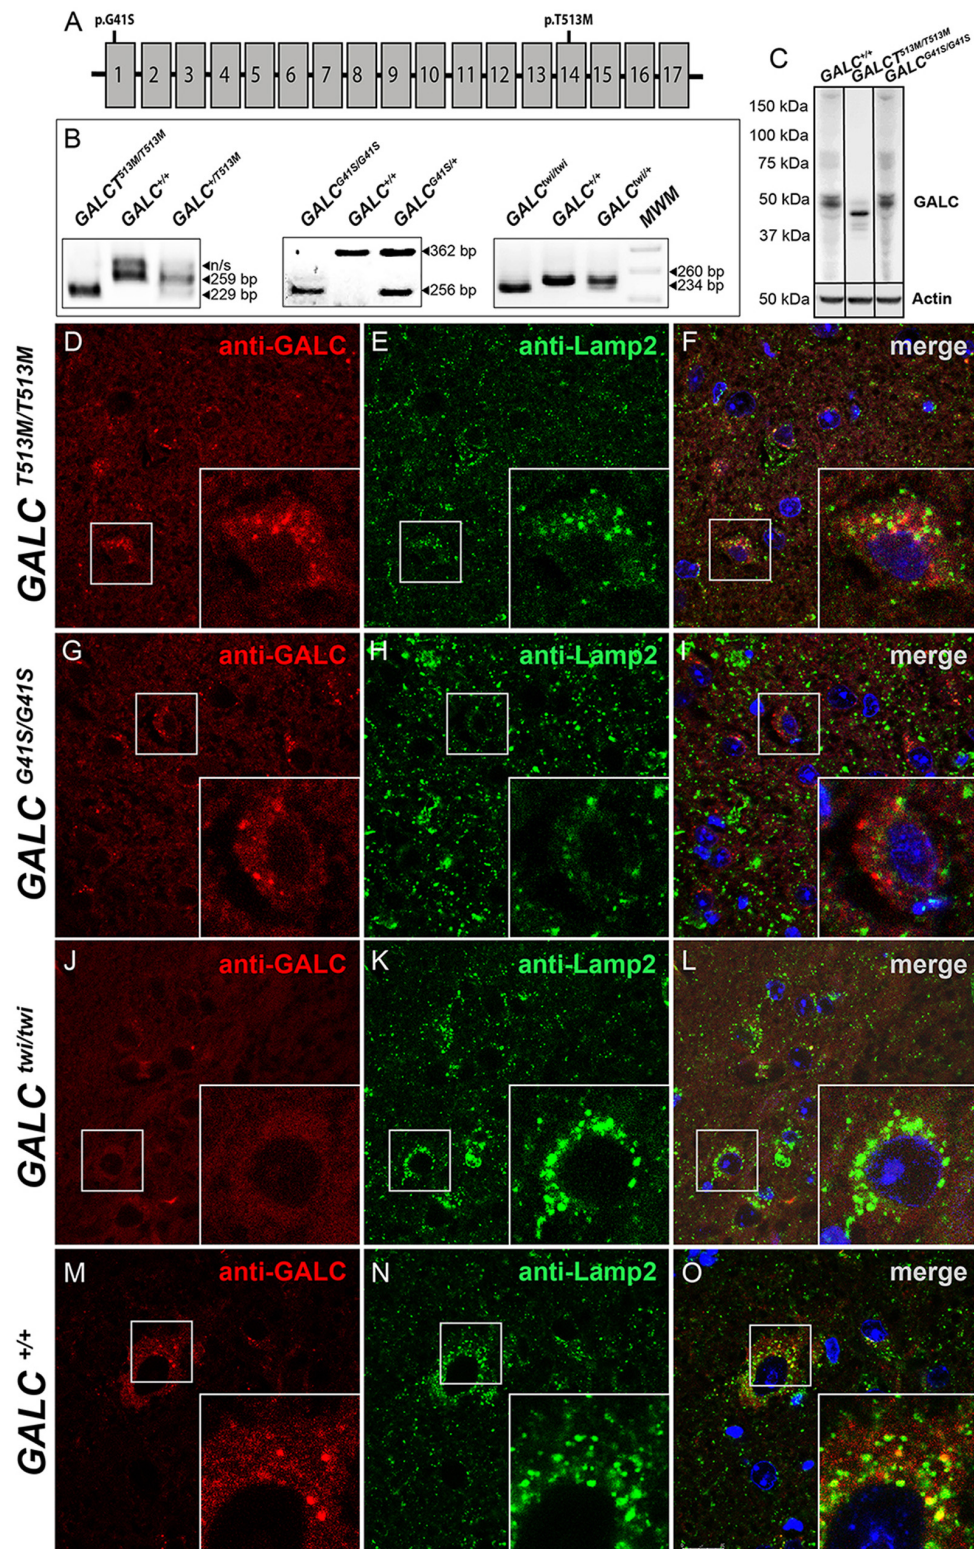 A
p.G41S
p.T513M
1 2 3 4 5 6 7 8 9 10 11 12 13 14 15 16 17
B
GALCT513M/T513M
GALC+/+
GALC+/T513M
n/s
259 bp
229 bp
GALCG41S/G41S
GALC+/+
GALCG41S/+
362 bp
256 bp
GALCtwi/twi
GALC+/+
GALCtwi/+
MWM
260 bp
234 bp
C
GALC+/+
GALCT513M/T513M
GALCG41S/G41S
150 kDa
100 kDa
75 kDa
50 kDa
37 kDa
GALC
50 kDa
Actin
GALC T513M/T513M
D anti-GALC
E anti-Lamp2
F merge
GALC G41S/G41S
G anti-GALC
H anti-Lamp2
I merge
GALC twi/twi
J anti-GALC
K anti-Lamp2
L merge
GALC +/+
M anti-GALC
N anti-Lamp2
O merge